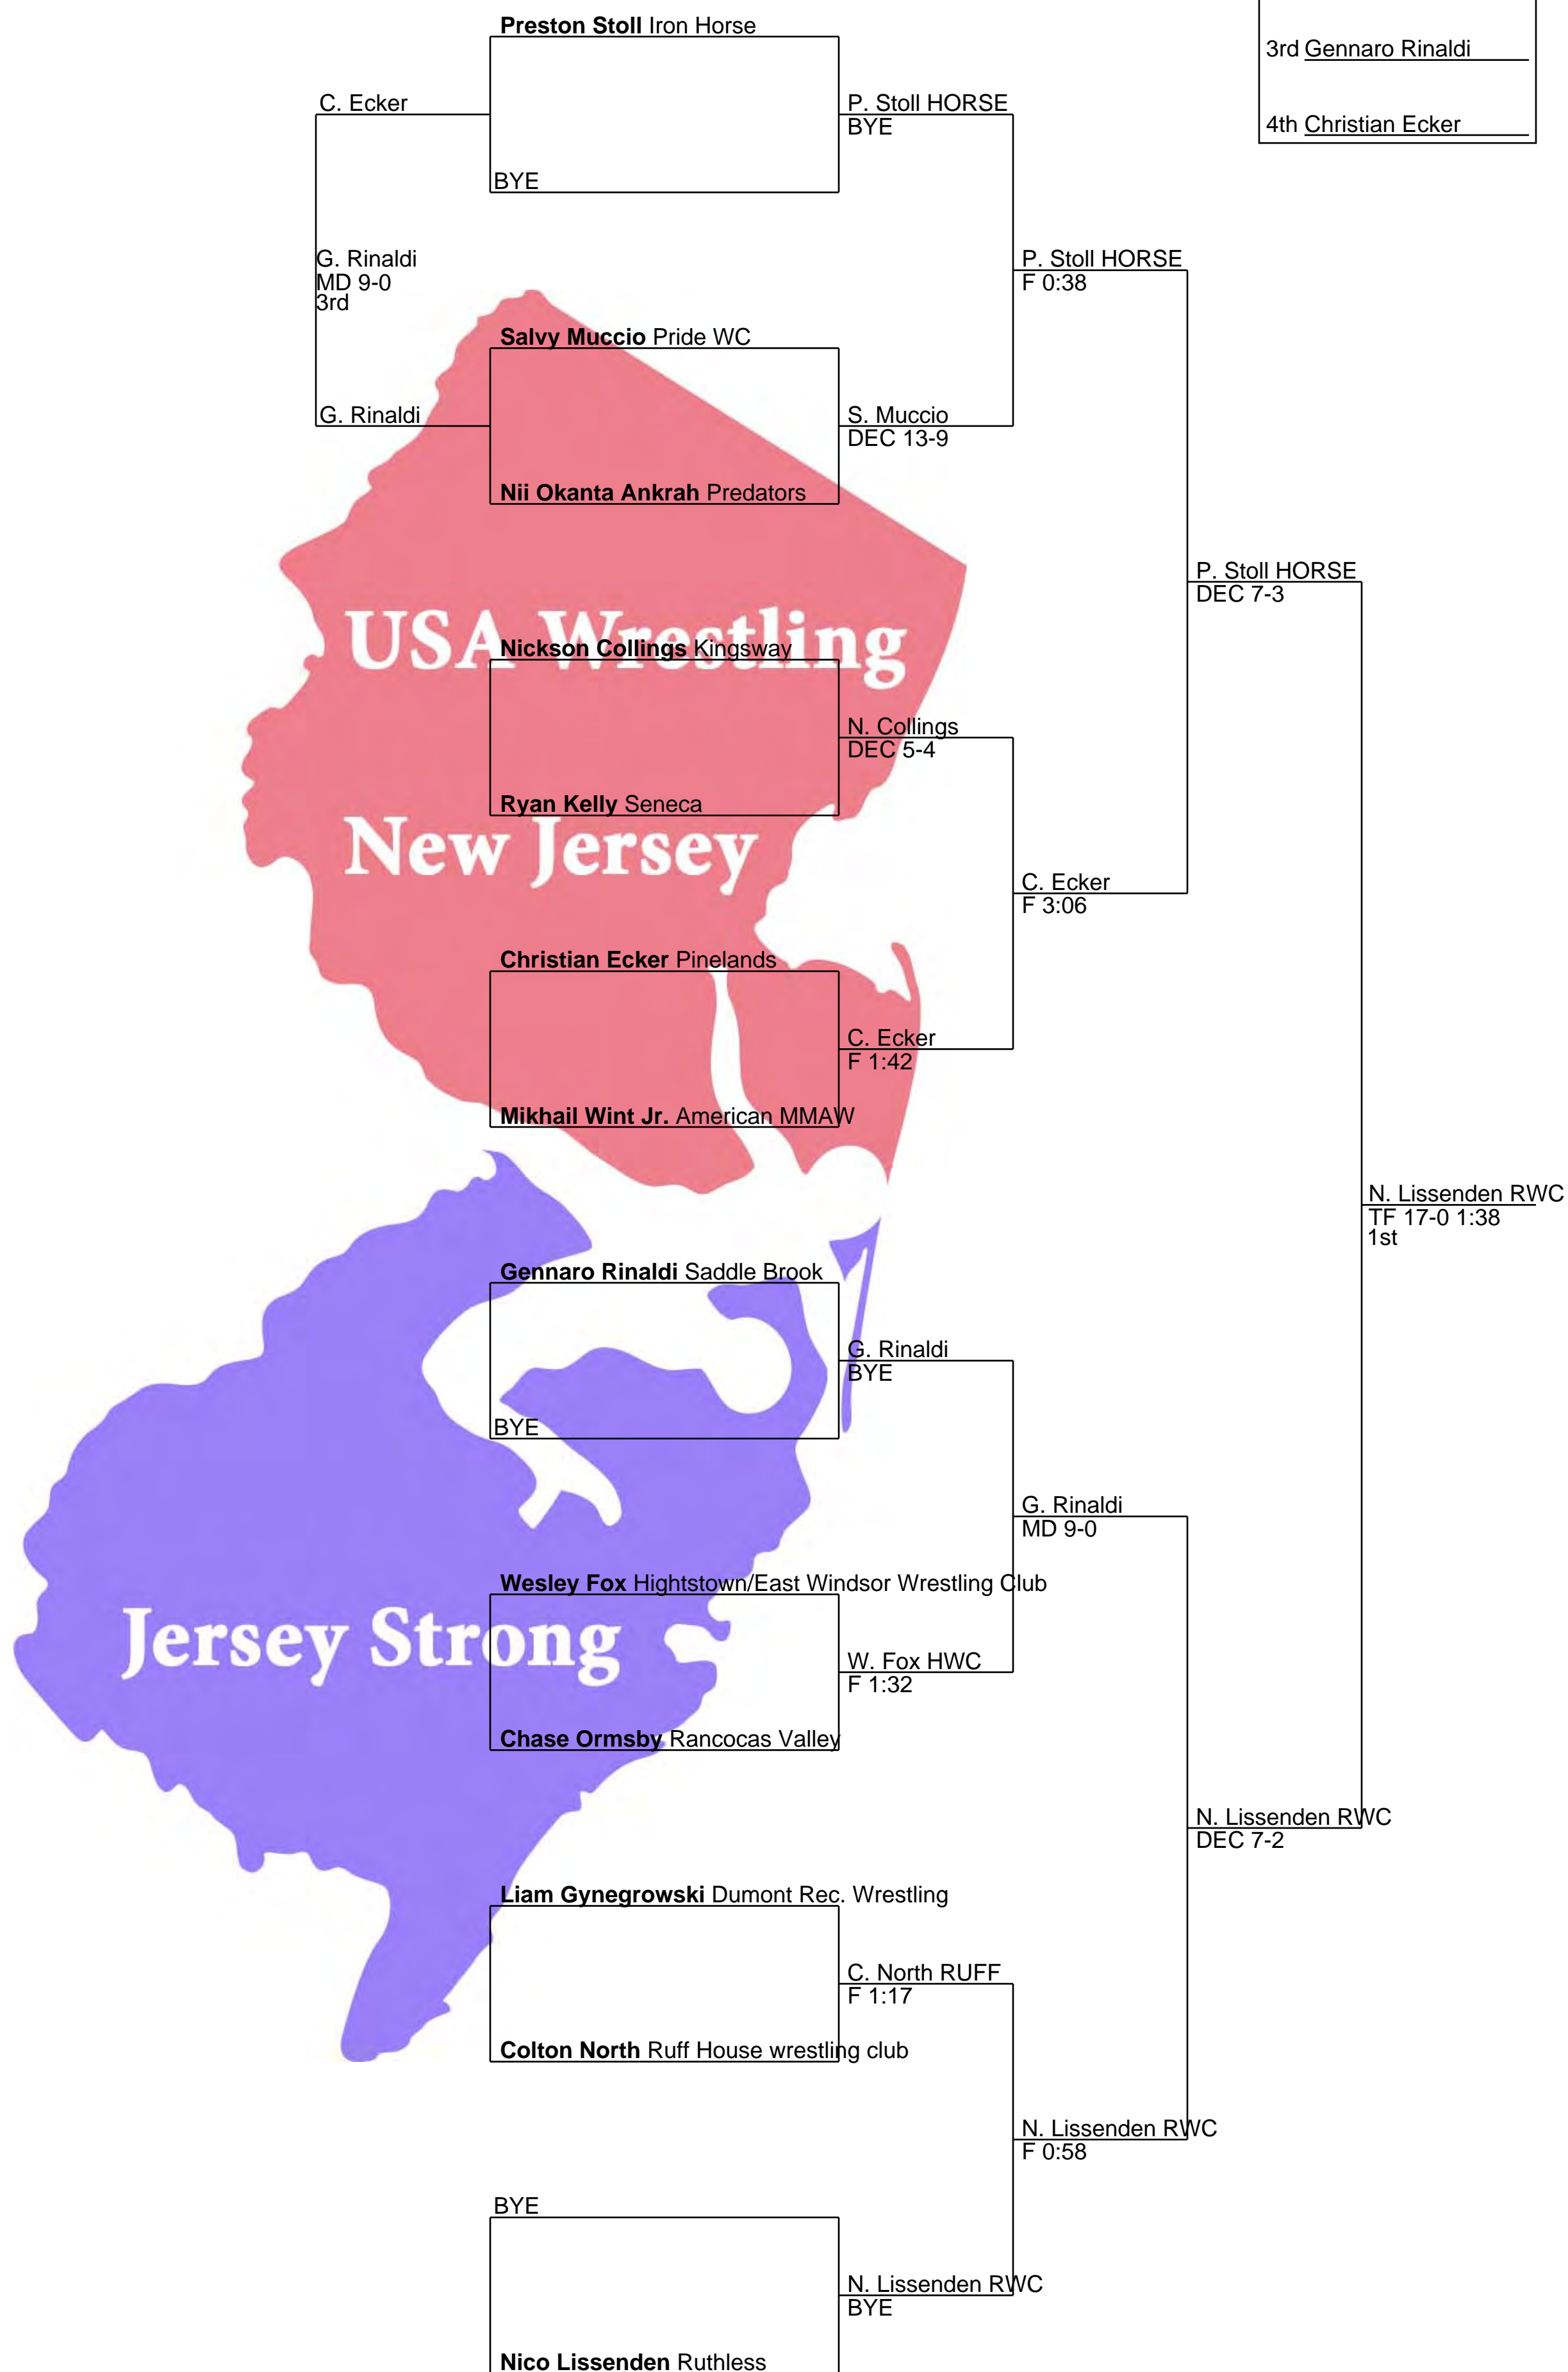 Preston Stoll Iron Horse
3rd Gennaro Rinaldi
C. Ecker
P. Stoll HORSE
BYE
4th Christian Ecker
BYE
G. Rinaldi
MD 9-0
3rd
P. Stoll HORSE
F 0:38
Salvy Muccio Pride WC
G. Rinaldi
S. Muccio
DEC 13-9
Nii Okanta Ankrah Predators
P. Stoll HORSE
DEC 7-3
USA Wrestling
Nickson Collings Kingsway
N. Collings
DEC 5-4
Ryan Kelly Seneca
New Jersey
C. Ecker
F 3:06
Christian Ecker Pinelands
C. Ecker
F 1:42
Mikhail Wint Jr. American MMAW
N. Lissenden RWC
TF 17-0 1:38
1st
Gennaro Rinaldi Saddle Brook
G. Rinaldi
BYE
BYE
G. Rinaldi
MD 9-0
Wesley Fox Hightstown/East Windsor Wrestling Club
Jersey Strong
W. Fox HWC
F 1:32
Chase Ormsby Rancocas Valley
N. Lissenden RWC
DEC 7-2
Liam Gynegrowski Dumont Rec. Wrestling
C. North RUFF
F 1:17
Colton North Ruff House wrestling club
N. Lissenden RWC
F 0:58
BYE
N. Lissenden RWC
BYE
Nico Lissenden Ruthless